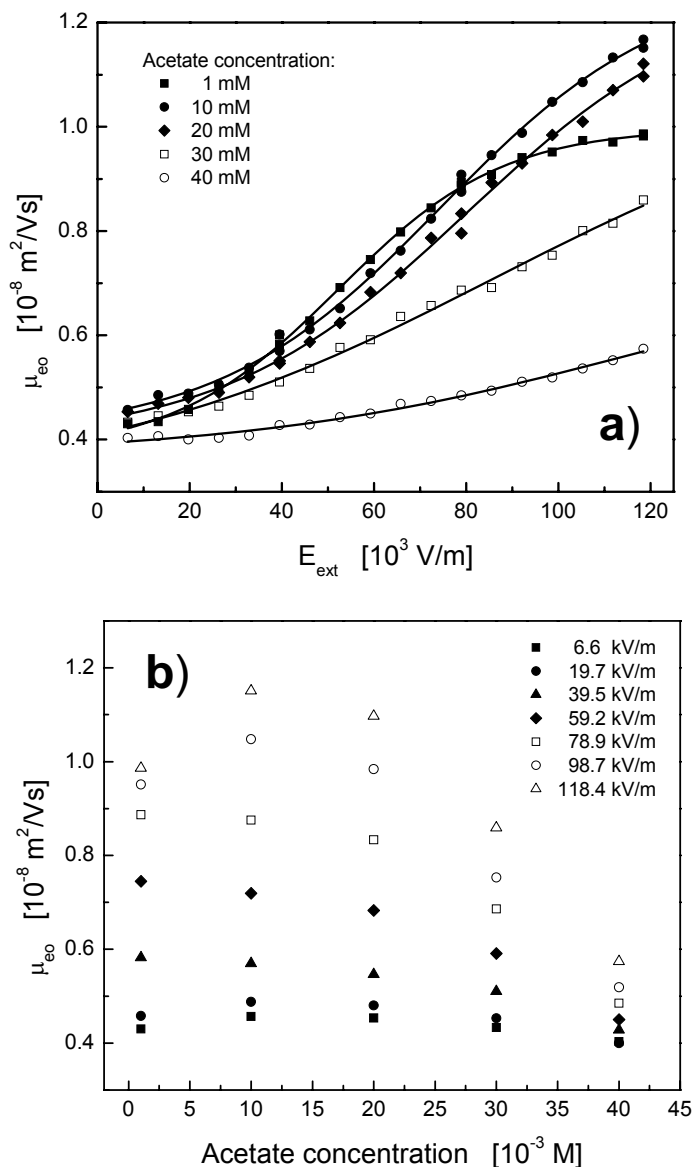 1.2
1.0
0.8
0.6
0.4
μeo [10⁻⁸ m²/Vs]
Acetate concentration:
1 mM
10 mM
20 mM
30 mM
40 mM
a)
0 20 40 60 80 100 120
Eext [10³ V/m]
1.2
1.0
0.8
0.6
0.4
μeo [10⁻⁸ m²/Vs]
b)
6.6 kV/m
19.7 kV/m
39.5 kV/m
59.2 kV/m
78.9 kV/m
98.7 kV/m
118.4 kV/m
0 5 10 15 20 25 30 35 40 45
Acetate concentration [10⁻³ M]